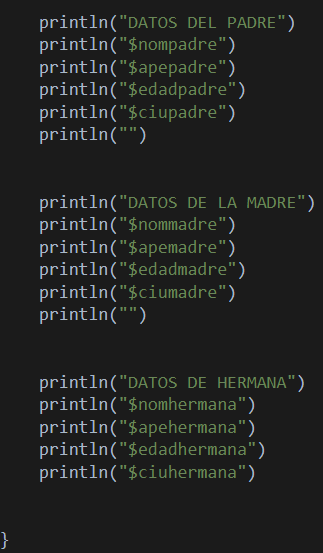 println("DATOS DEL PADRE")
println("$nompadre")
println("$apepadre")
println("$edadpadre")
println("$ciupadre")
println("")
println("DATOS DE LA MADRE")
println("$nommadre")
println("$apemadre")
println("$edadmadre")
println("$ciumadre")
println("")
println("DATOS DE HERMANA")
println("$nomhermana")
println("$apehermana")
println("$edadhermana")
println("$ciuhermana")
}